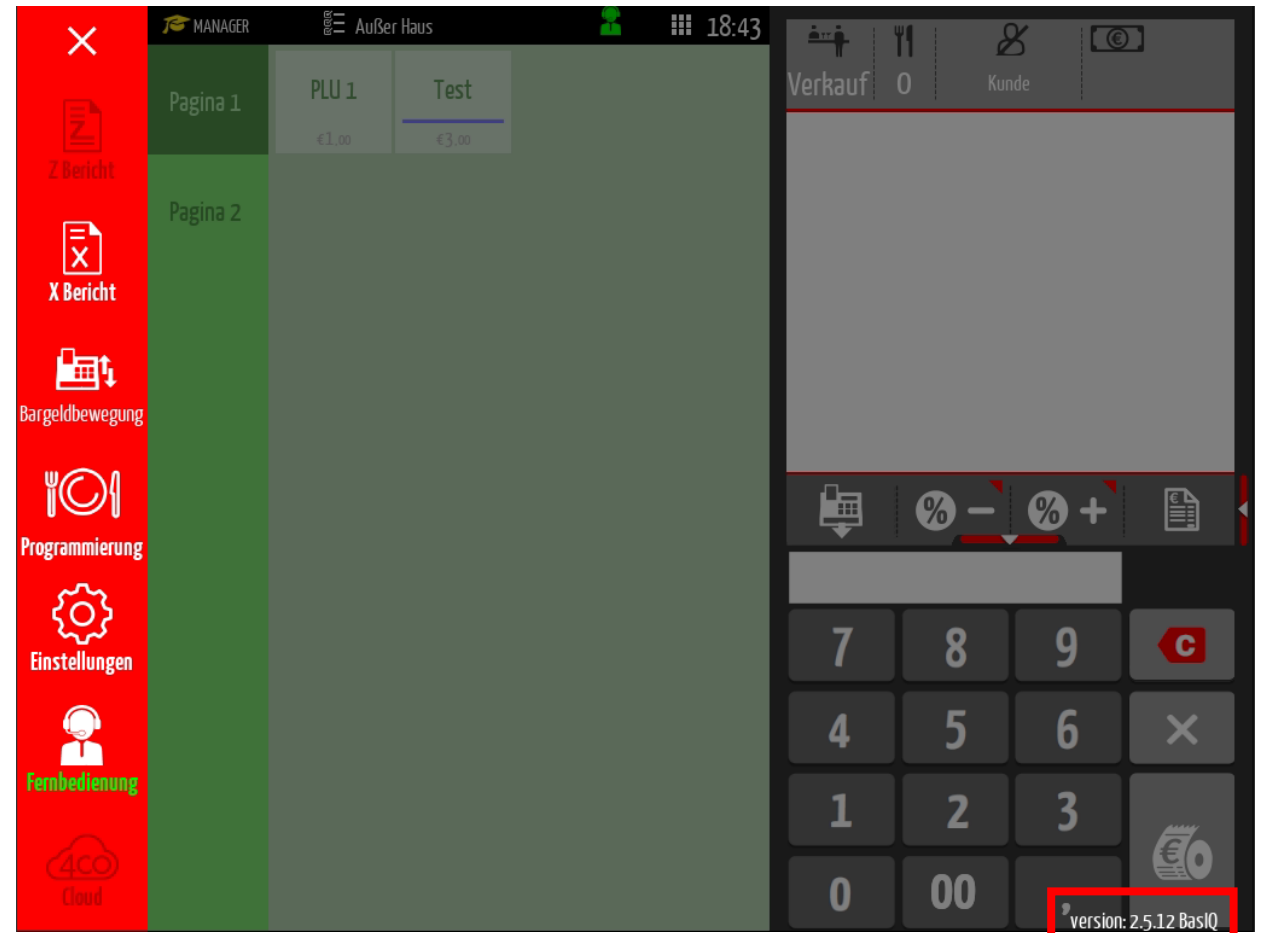 Z
Z Bericht
X
X Bericht
Bargeldbewegung
Programmierung
Einstellungen
Fernbedienung
4CO
Cloud
MANAGER
Außer Haus
18:43
Pagina 1
Pagina 2
PLU 1
€1,00
Test
€3,00
Verkauf
0
Kunde
€
% −
% +
€
7 8 9 C
4 5 6 ×
1 2 3
€
0 00 ,
version: 2.5.12 BasIQ